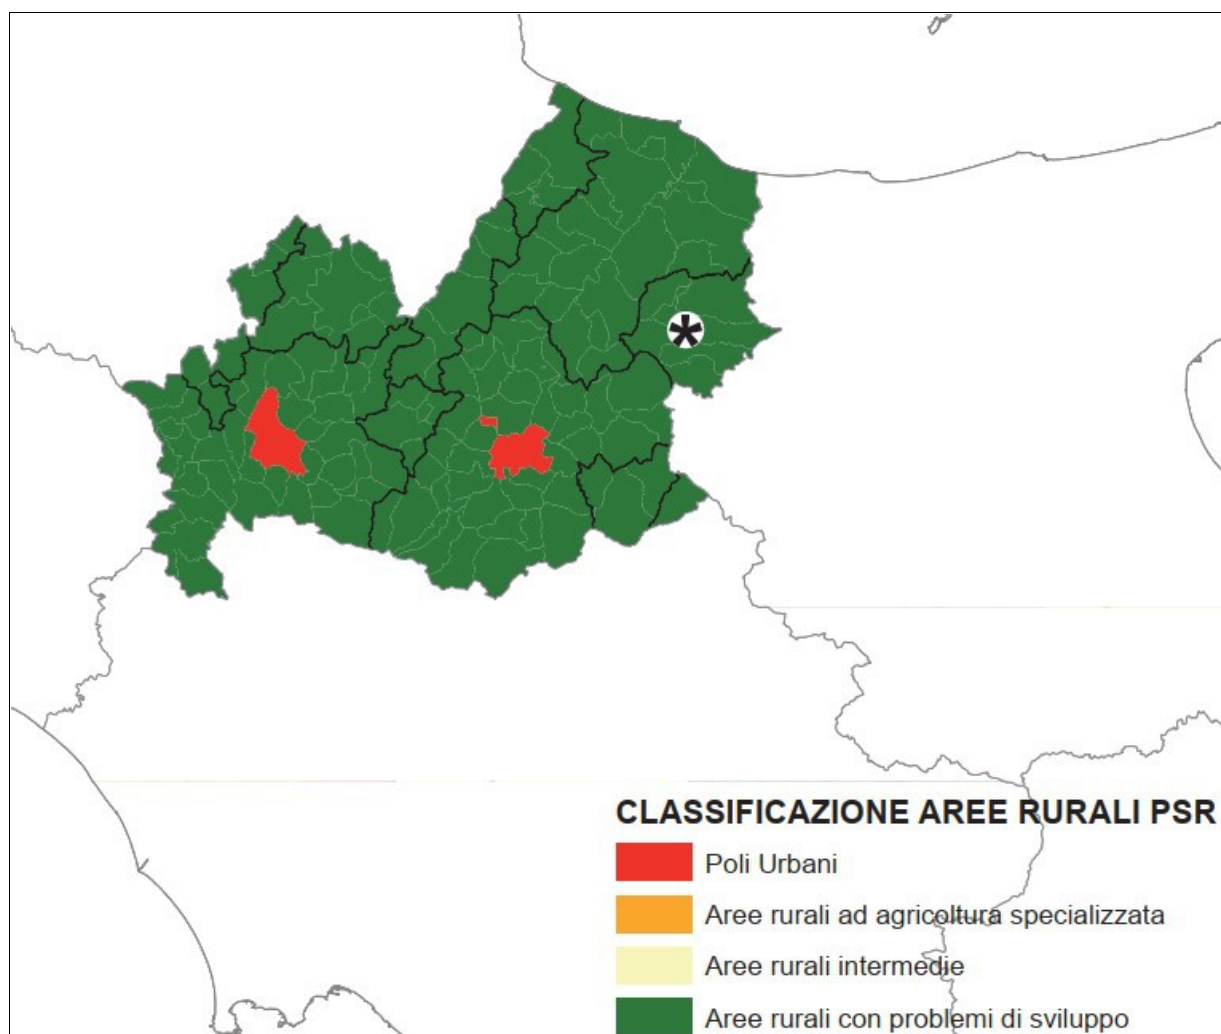 CLASSIFICAZIONE AREE RURALI PSR
Poli Urbani
Aree rurali ad agricoltura specializzata
Aree rurali intermedie
Aree rurali con problemi di sviluppo